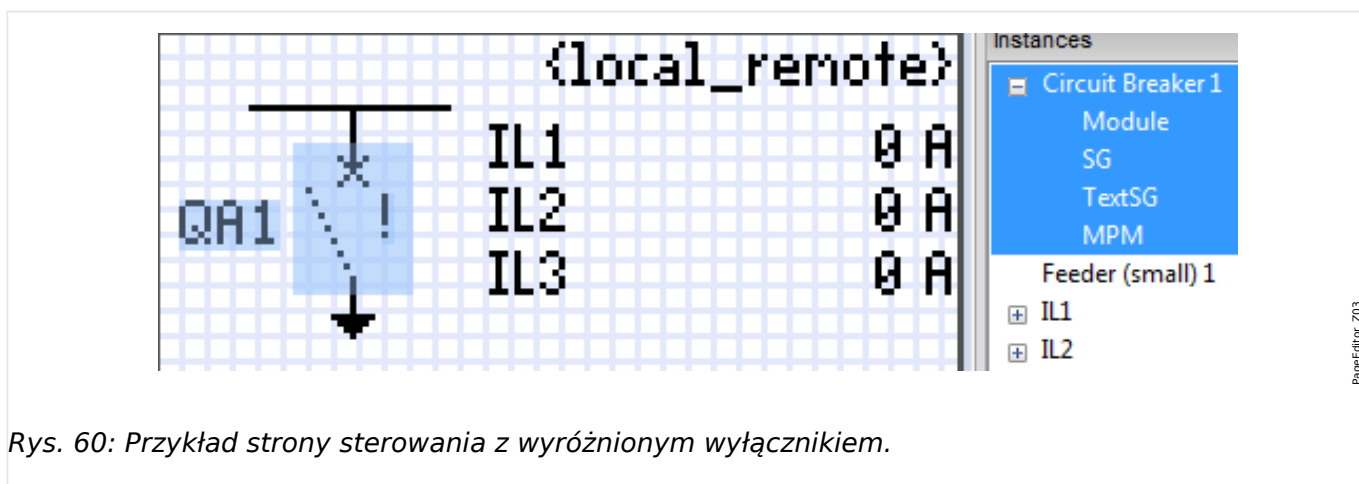 {local_remote}
IL1 0 A
QA1 ! IL2 0 A
IL3 0 A
Instances
Circuit Breaker 1
Module
SG
TextSG
MPM
Feeder (small) 1
IL1
IL2
PageEditor_Z03
Rys. 60: Przykład strony sterowania z wyróżnionym wyłącznikiem.